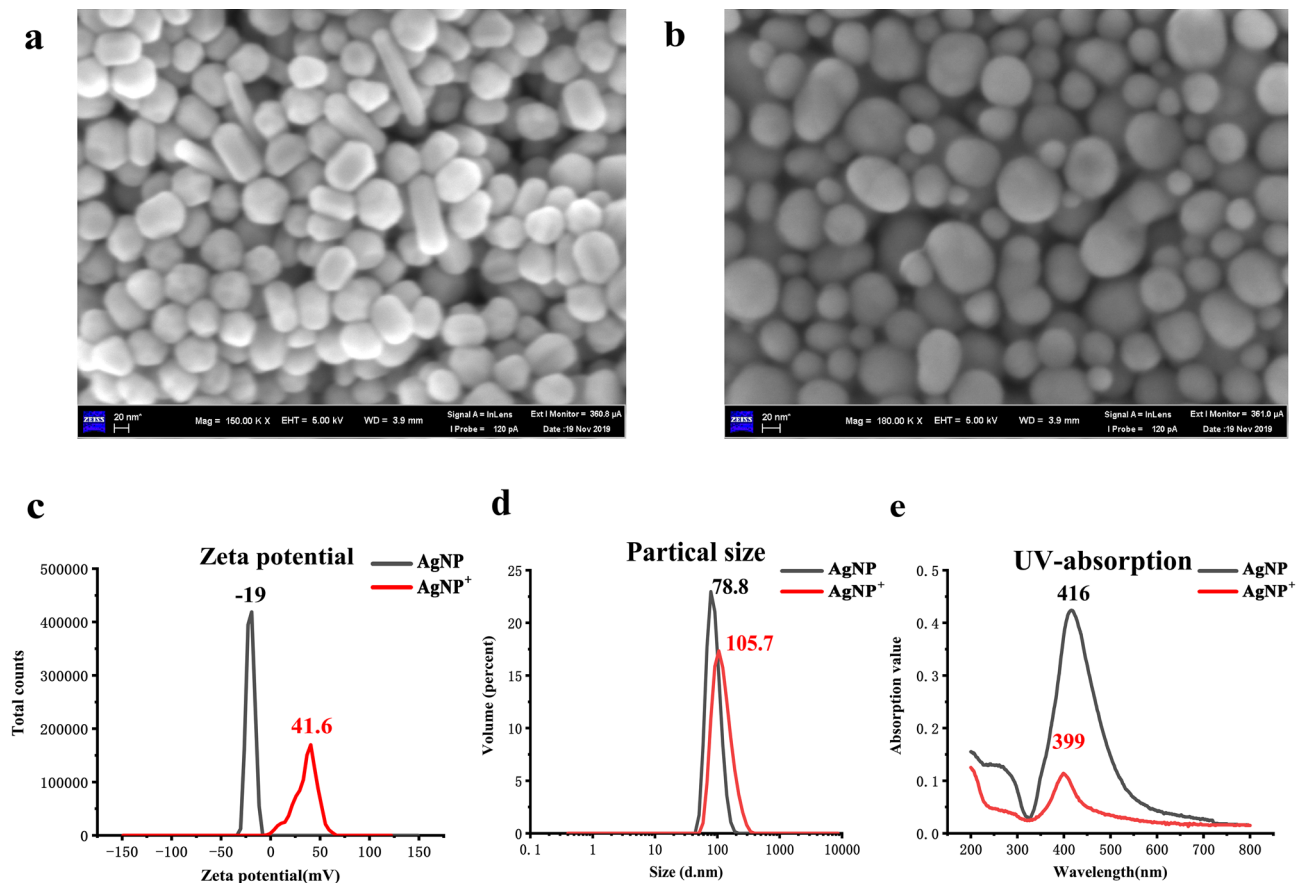 a
b
ZEISS
20 nm*
Mag = 150.00 K X
EHT = 5.00 kV
WD = 3.9 mm
Signal A = InLens
I Probe = 120 pA
Ext I Monitor = 360.8 µA
Date :19 Nov 2019
ZEISS
20 nm*
Mag = 180.00 K X
EHT = 5.00 kV
WD = 3.9 mm
Signal A = InLens
I Probe = 120 pA
Ext I Monitor = 361.0 µA
Date :19 Nov 2019
c
Zeta potential
AgNP
AgNP+
-19
41.6
Total counts
500000
400000
300000
200000
100000
0
−150 −100 −50 0 50 100 150
Zeta potential(mV)
d
Partical size
AgNP
AgNP+
78.8
105.7
Volume (percent)
25
20
15
10
5
0
0.1 1 10 100 1000 10000
Size (d.nm)
e
UV-absorption
AgNP
AgNP+
416
399
Absorption value
0.5
0.4
0.3
0.2
0.1
0.0
200 300 400 500 600 700 800
Wavelength(nm)